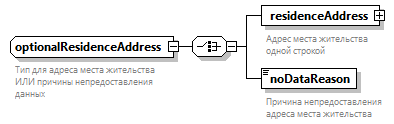 optionalResidenceAddress
Тип для адреса места жительства
ИЛИ причины непредоставления
данных
residenceAddress
Адрес места жительства
одной строкой
noDataReason
Причина непредоставления
адреса места жительства